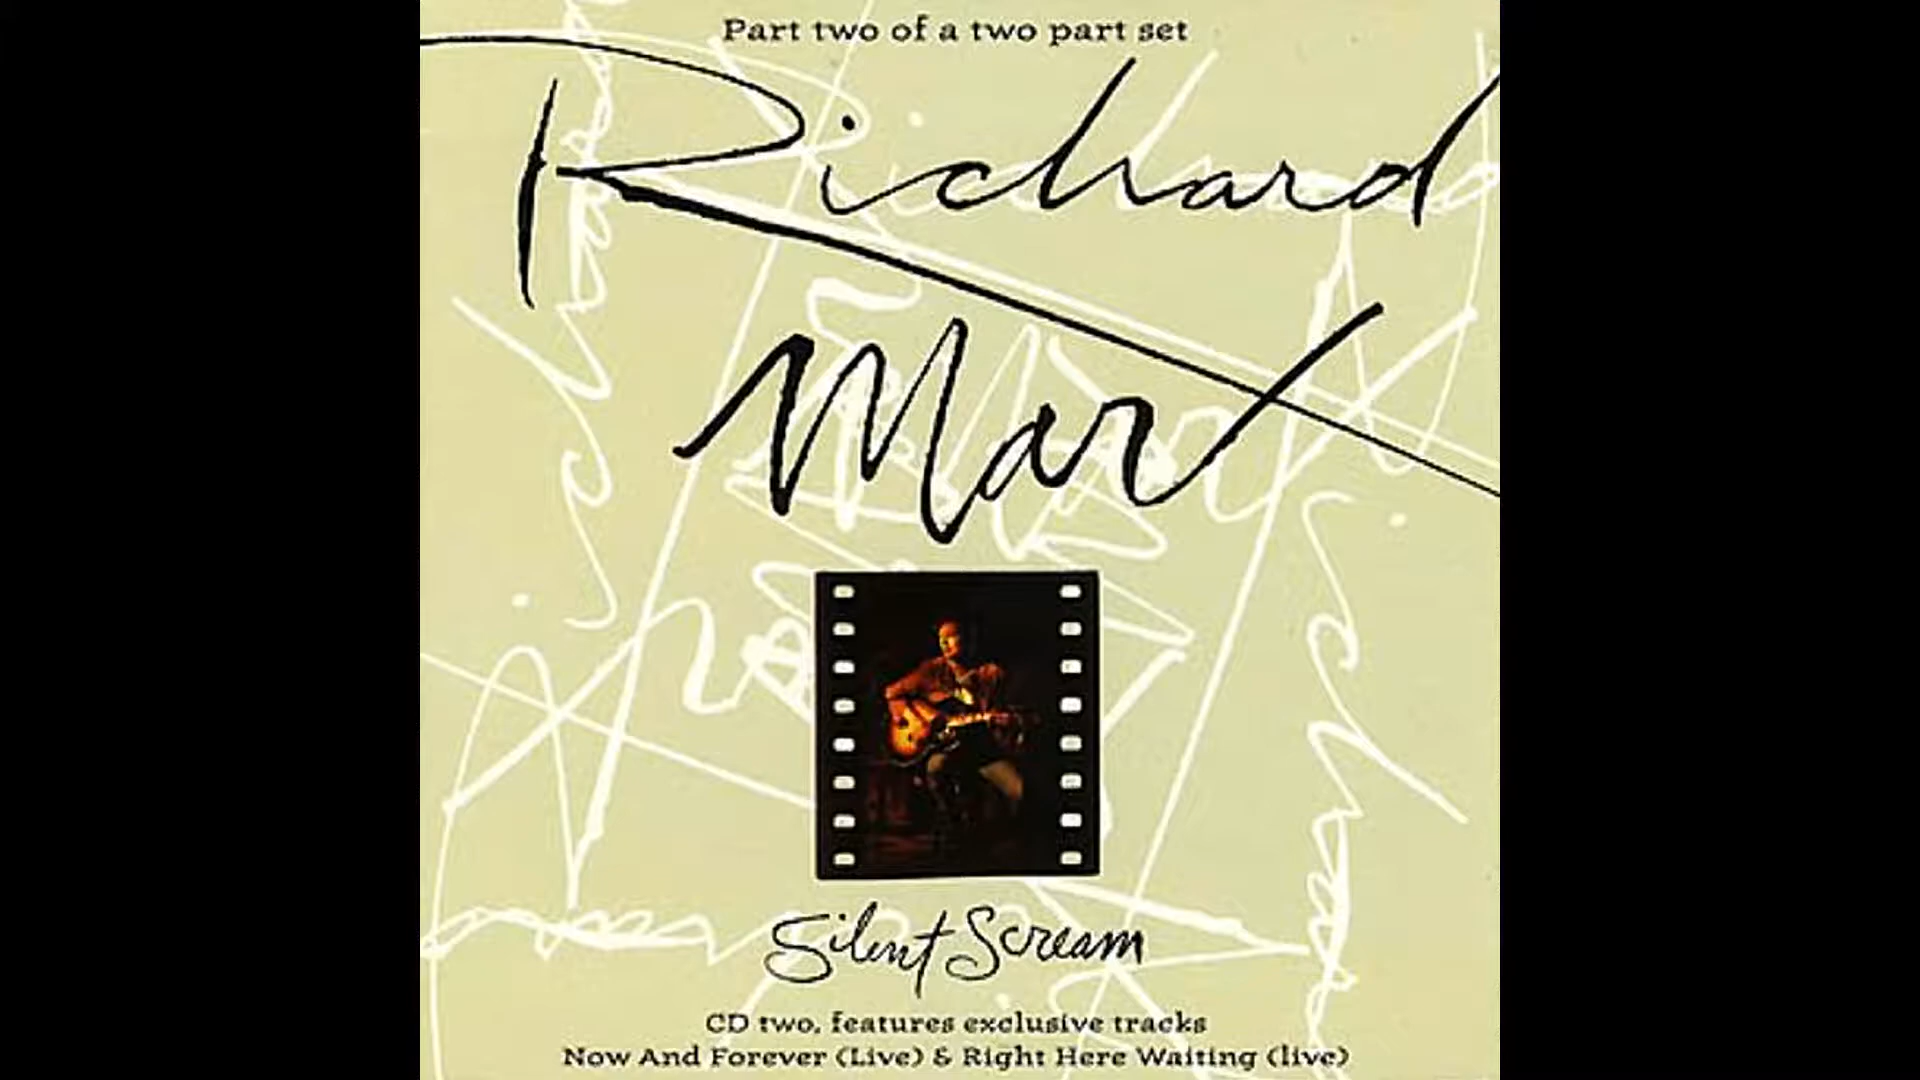 Part two of a two part set
Richard
Marx
Silent Scream
CD two, features exclusive tracks
Now And Forever (Live) & Right Here Waiting (live)